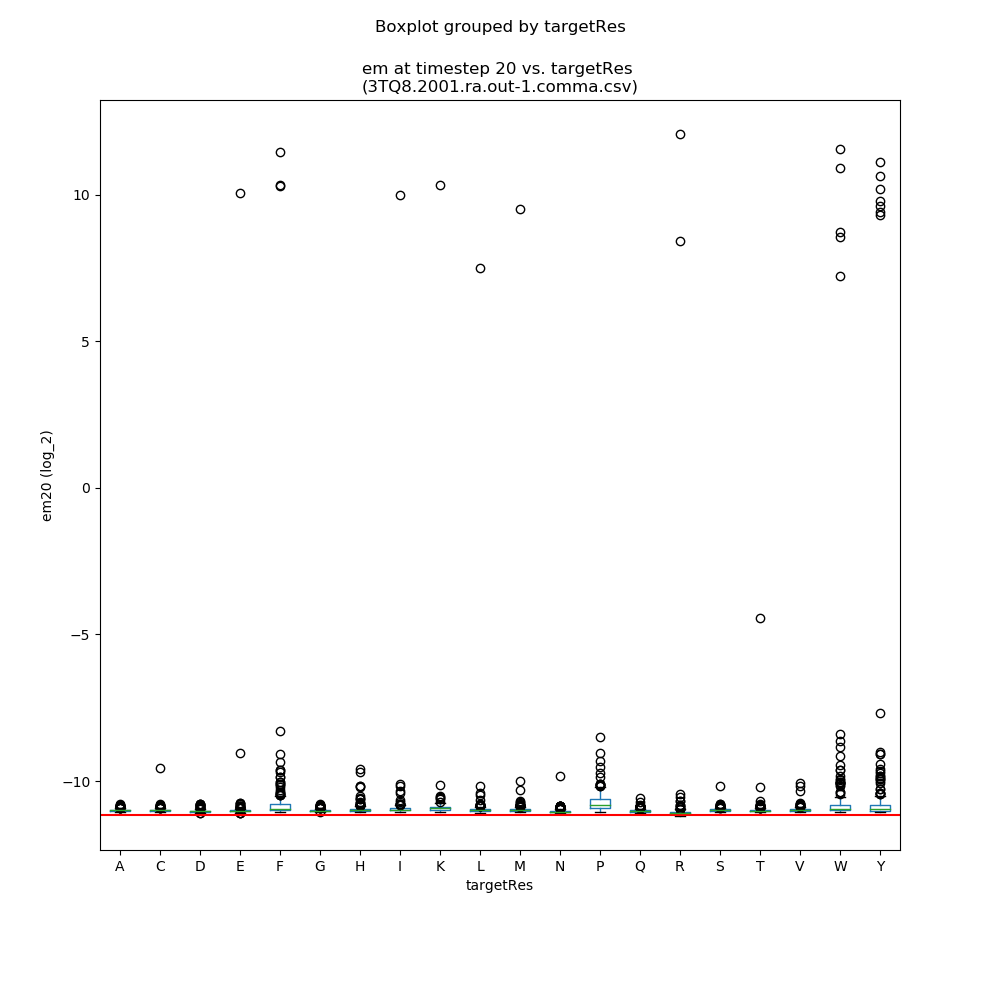 Boxplot grouped by targetRes
em at timestep 20 vs. targetRes
(3TQ8.2001.ra.out-1.comma.csv)
10
5
0
−5
−10
em20 (log_2)
A C D E F G H I K L M N P Q R S T V W Y
targetRes